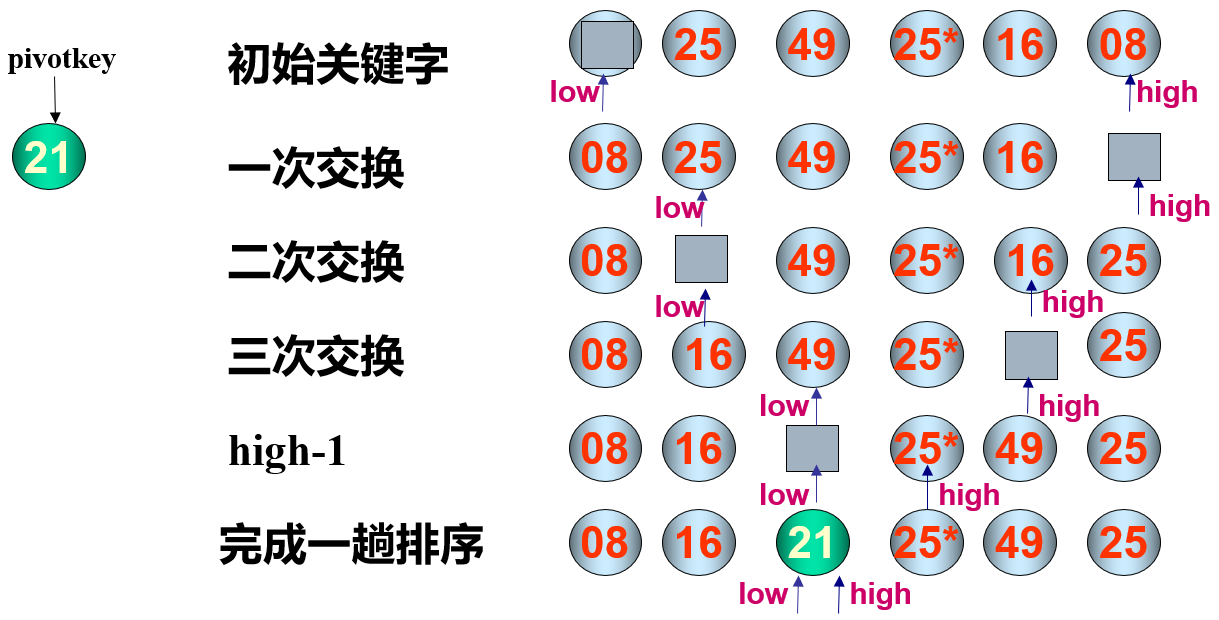 pivotkey
21
初始关键字 25 49 25* 16 08
low high
一次交换 08 25 49 25* 16
low high
二次交换 08 49 25* 16 25
low high
三次交换 08 16 49 25* 25
low high
high-1 08 16 25* 49 25
low high
完成一趟排序 08 16 21 25* 49 25
low high